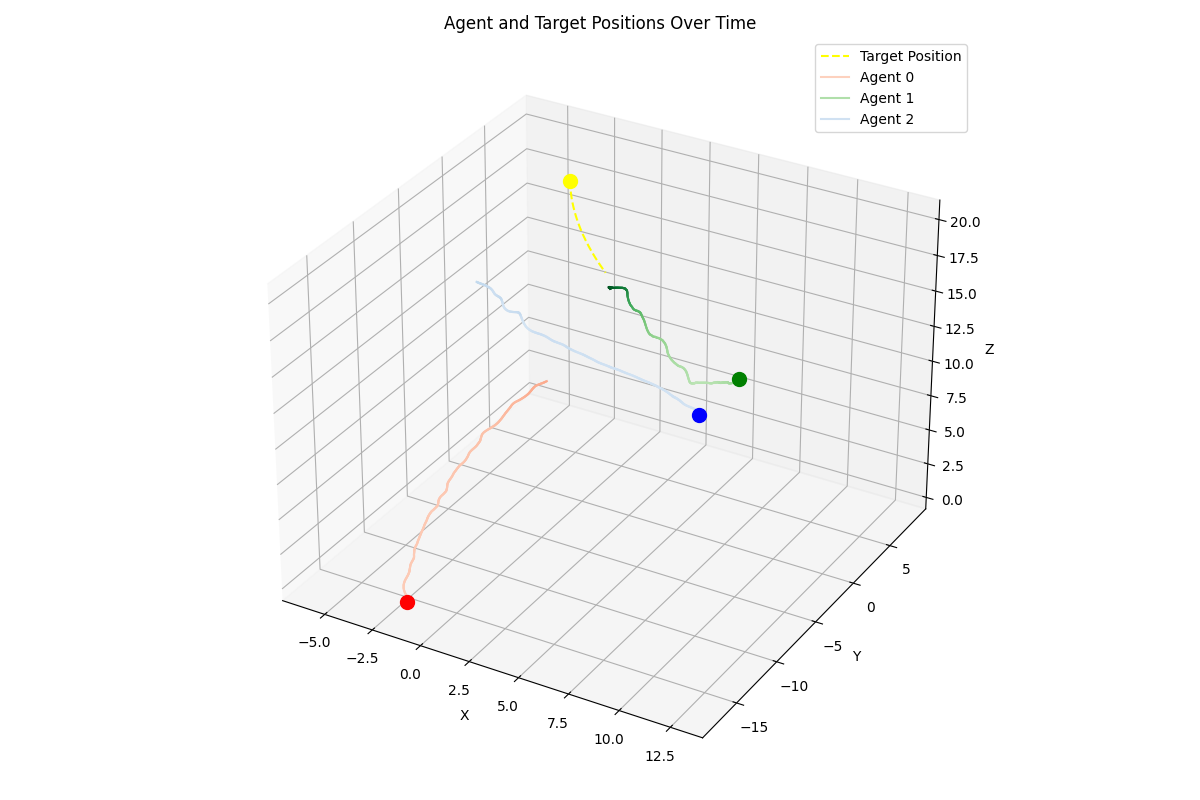 Agent and Target Positions Over Time
Target Position
Agent 0
Agent 1
Agent 2
20.0
17.5
15.0
12.5
10.0
7.5
5.0
2.5
0.0
Z
5
0
−5
−10
−15
Y
−5.0
−2.5
0.0
2.5
5.0
7.5
10.0
12.5
X